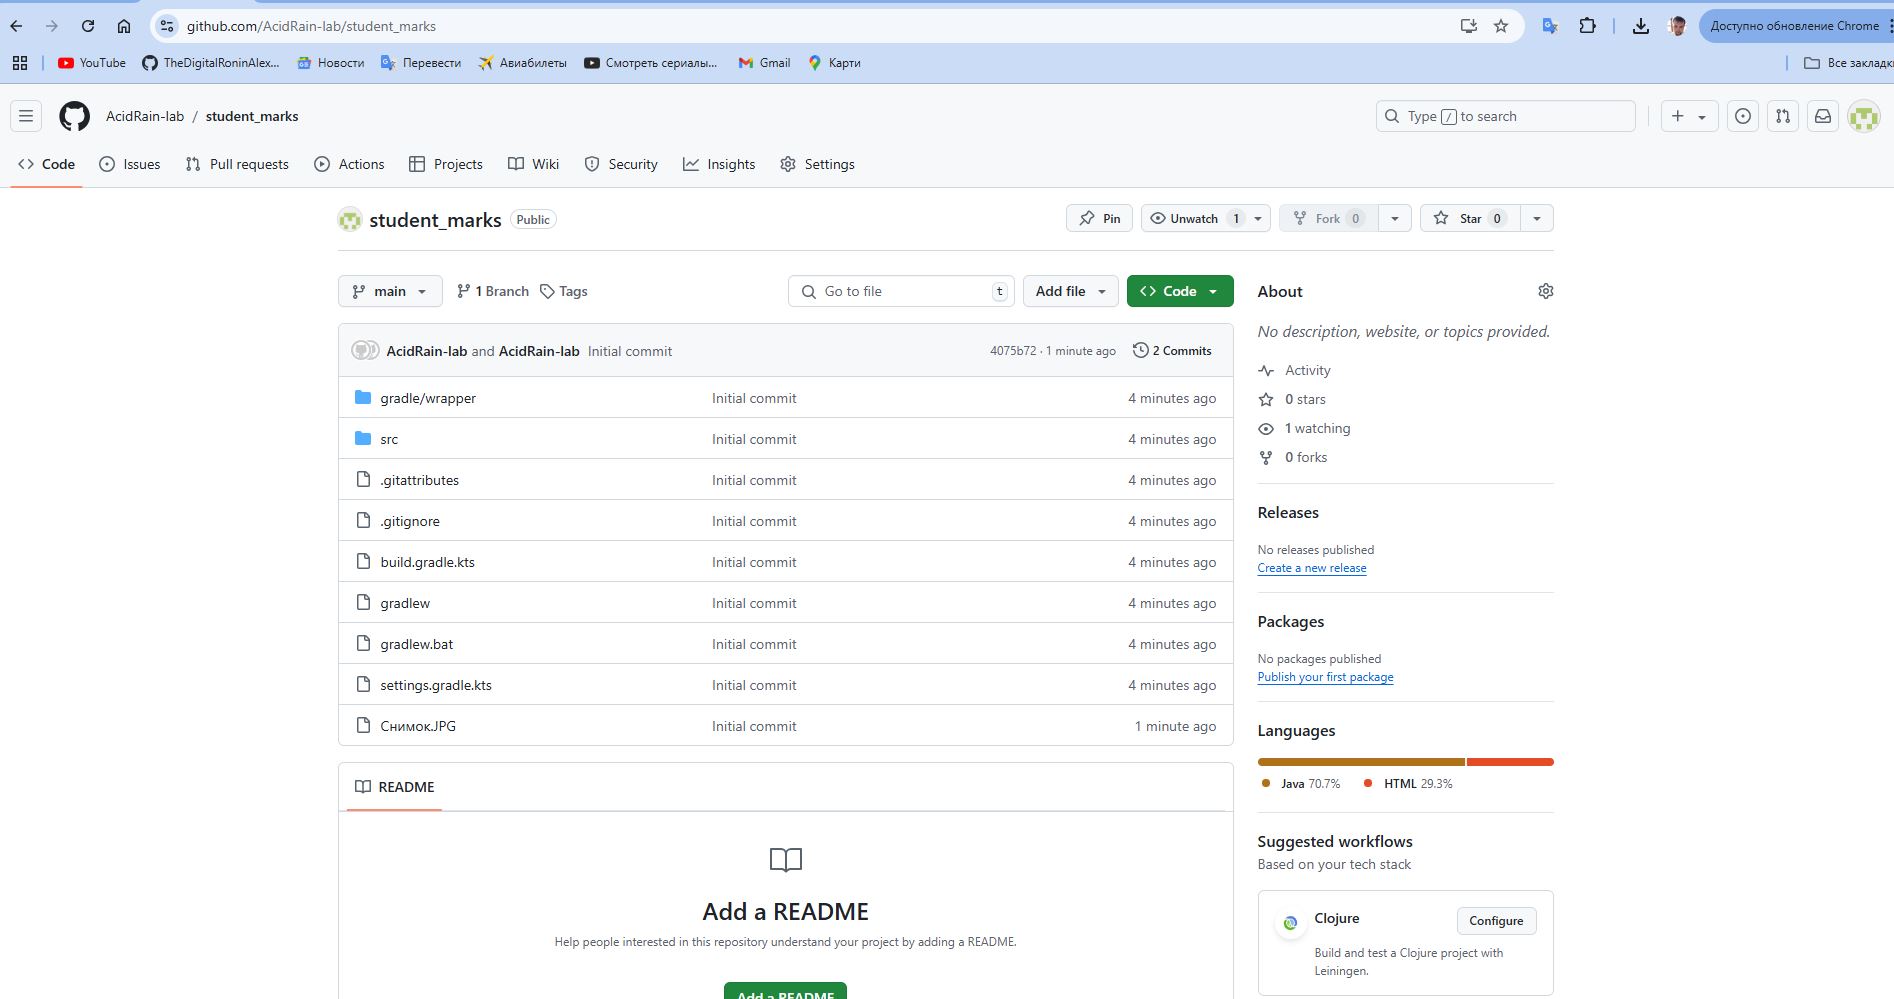 github.com/AcidRain-lab/student_marks
Доступно обновление Chrome
YouTube
TheDigitalRoninAlex...
Новости
Перевести
Авиабилеты
Смотреть сериалы...
Gmail
Карти
Все закладки
AcidRain-lab / student_marks
Type / to search
Code
Issues
Pull requests
Actions
Projects
Wiki
Security
Insights
Settings
student_marks Public
Pin
Unwatch 1
Fork 0
Star 0
main
1 Branch
Tags
Go to file t
Add file
Code
AcidRain-lab and AcidRain-lab Initial commit 4075b72 · 1 minute ago 2 Commits
gradle/wrapper Initial commit 4 minutes ago
src Initial commit 4 minutes ago
.gitattributes Initial commit 4 minutes ago
.gitignore Initial commit 4 minutes ago
build.gradle.kts Initial commit 4 minutes ago
gradlew Initial commit 4 minutes ago
gradlew.bat Initial commit 4 minutes ago
settings.gradle.kts Initial commit 4 minutes ago
Снимок.JPG Initial commit 1 minute ago
README
Add a README
Help people interested in this repository understand your project by adding a README.
Add a README
About
No description, website, or topics provided.
Activity
0 stars
1 watching
0 forks
Releases
No releases published
Create a new release
Packages
No packages published
Publish your first package
Languages
Java 70.7% HTML 29.3%
Suggested workflows
Based on your tech stack
Clojure
Configure
Build and test a Clojure project with
Leiningen.